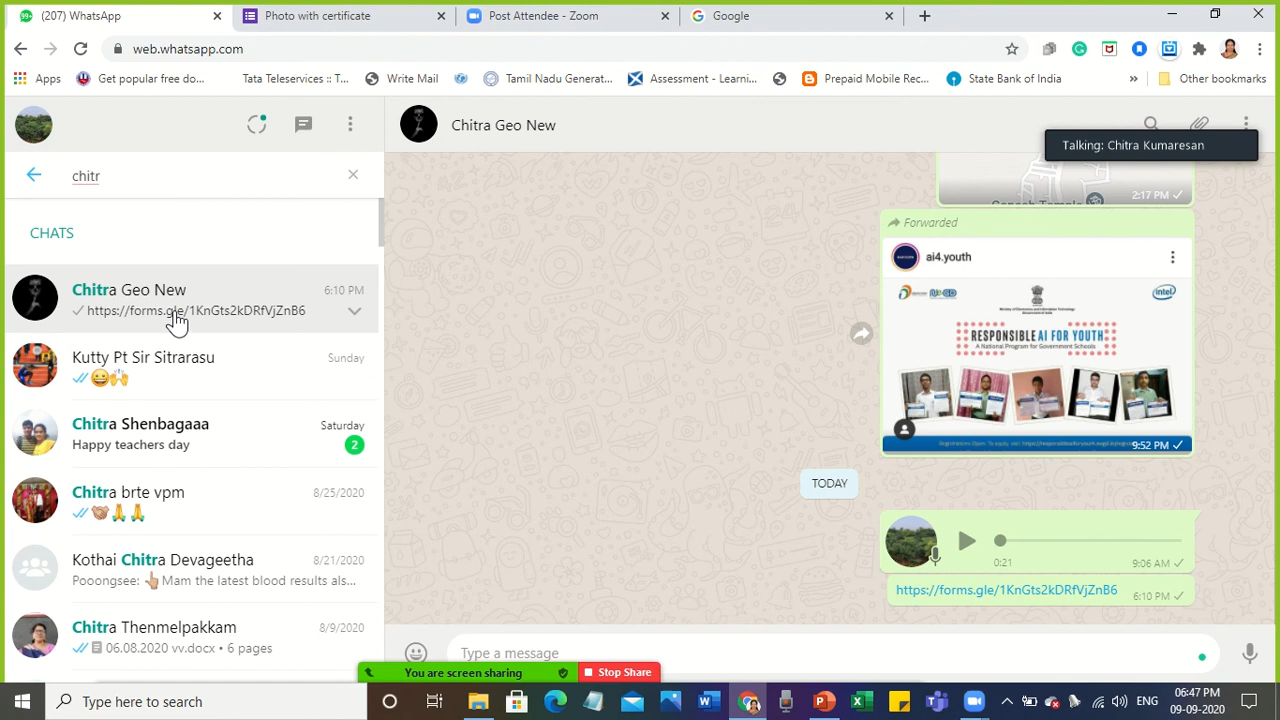 (207) WhatsApp
Photo with certificate
Post Attendee - Zoom
Google
web.whatsapp.com
Apps
Get popular free do...
Tata Teleservices :: T...
Write Mail
Tamil Nadu Generat...
Assessment - Learni...
Prepaid Mobile Rec...
State Bank of India
Other bookmarks
Chitra Geo New
Talking: Chitra Kumaresan
chitr
2:17 PM
CHATS
Forwarded
ai4.youth
Chitra Geo New
6:10 PM
https://forms.gle/1KnGts2kDRfVjZnB6
intel
RESPONSIBLE AI FOR YOUTH
A National Program for Government Schools
Kutty Pt Sir Sitrarasu
Sunday
Chitra Shenbagaaa
Saturday
Happy teachers day
2
9:52 PM
TODAY
Chitra brte vpm
8/25/2020
Kothai Chitra Devageetha
8/21/2020
Pooongsee: Mam the latest blood results als...
0:21
9:06 AM
https://forms.gle/1KnGts2kDRfVjZnB6
6:10 PM
Chitra Thenmelpakkam
8/9/2020
06.08.2020 vv.docx • 6 pages
Type a message
You are screen sharing
Stop Share
Type here to search
ENG
06:47 PM
09-09-2020